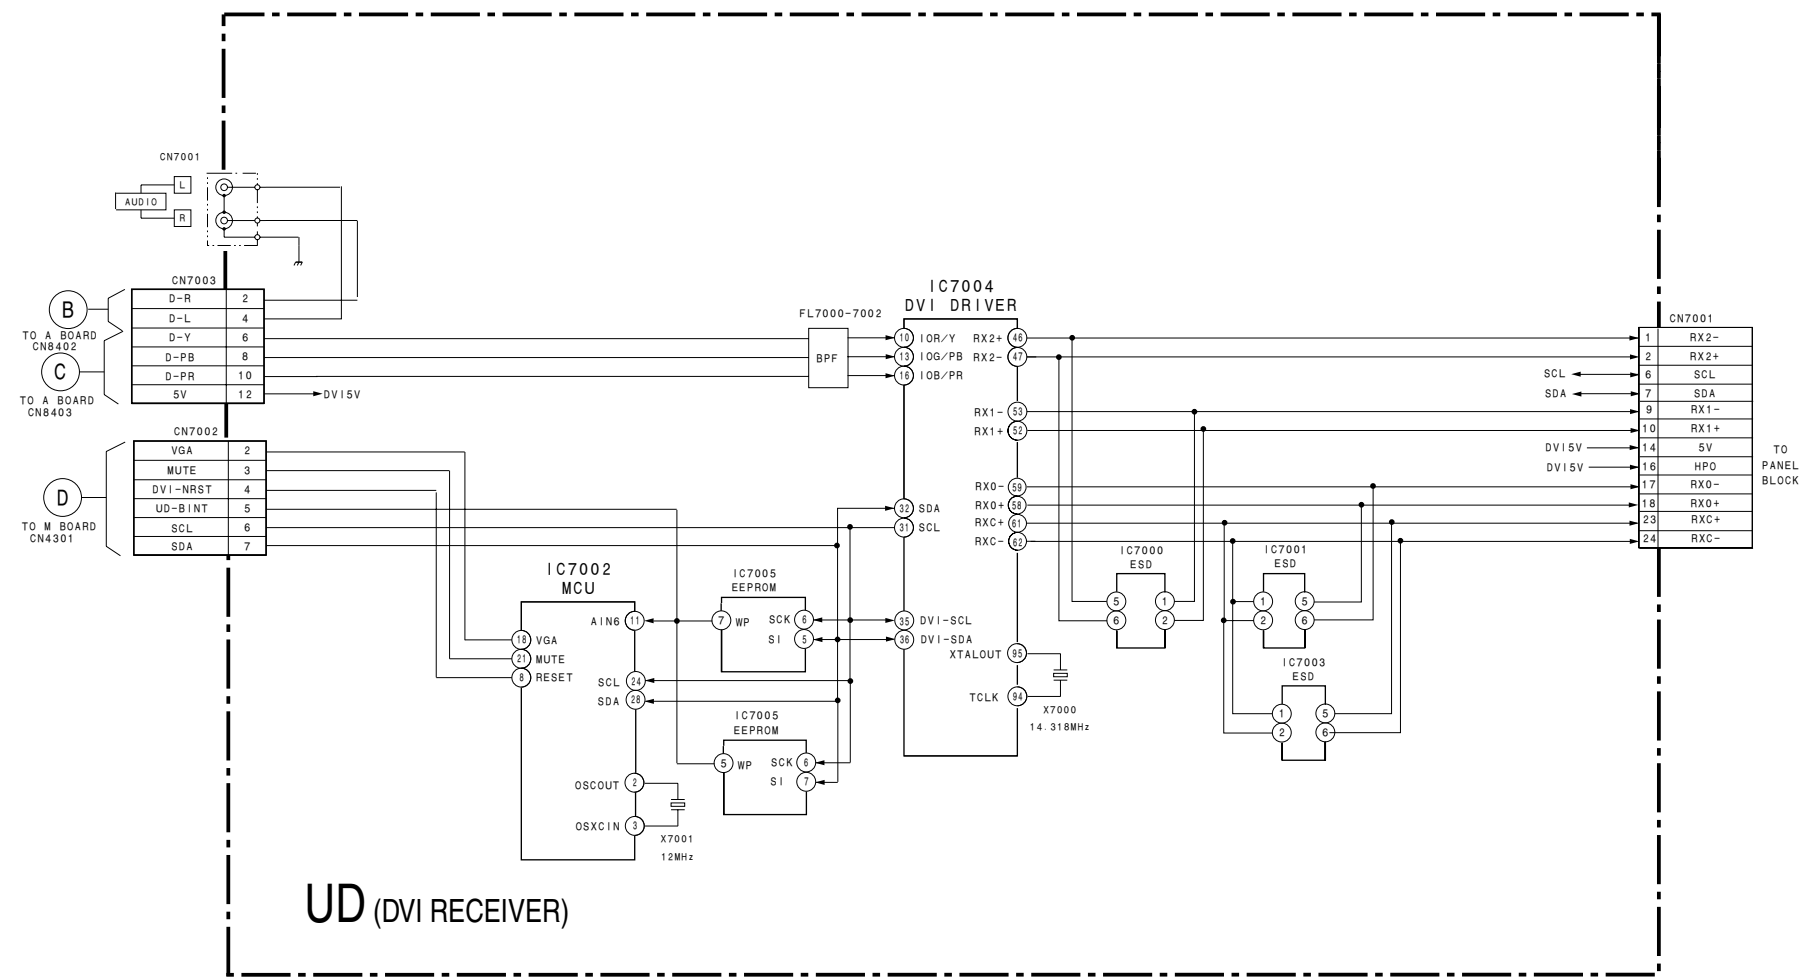 CN7001
L
AUDIO
R
CN7003
D-R 2
D-L 4
D-Y 6
D-PB 8
D-PR 10
5V 12
DVI5V
B
TO A BOARD
CN8402
C
TO A BOARD
CN8403
CN7002
VGA 2
MUTE 3
DVI-NRST 4
UD-BINT 5
SCL 6
SDA 7
D
TO M BOARD
CN4301
FL7000-7002
BPF
IC7004
DVI DRIVER
10 IOR/Y RX2+ 46
13 IOG/PB RX2- 47
16 IOB/PR
RX1- 53
RX1+ 52
RX0- 59
32 SDA RX0+ 58
31 SCL RXC+ 61
RXC- 62
35 DVI-SCL
36 DVI-SDA
XTALOUT 95
TCLK 94
X7000
14.318MHz
IC7002
MCU
AIN6 11
18 VGA
21 MUTE
8 RESET
SCL 24
SDA 28
OSCOUT 2
OSXCIN 3
X7001
12MHz
IC7005
EEPROM
7 WP SCK 6
SI 5
IC7005
EEPROM
5 WP SCK 6
SI 7
IC7000
ESD
5 1
6 2
IC7001
ESD
1 5
2 6
IC7003
ESD
1 5
2 6
CN7001
1 RX2-
2 RX2+
SCL 6 SCL
SDA 7 SDA
9 RX1-
10 RX1+
DVI5V 14 5V
DVI5V 16 HPO
17 RX0-
18 RX0+
23 RXC+
24 RXC-
TO
PANEL
BLOCK
UD (DVI RECEIVER)